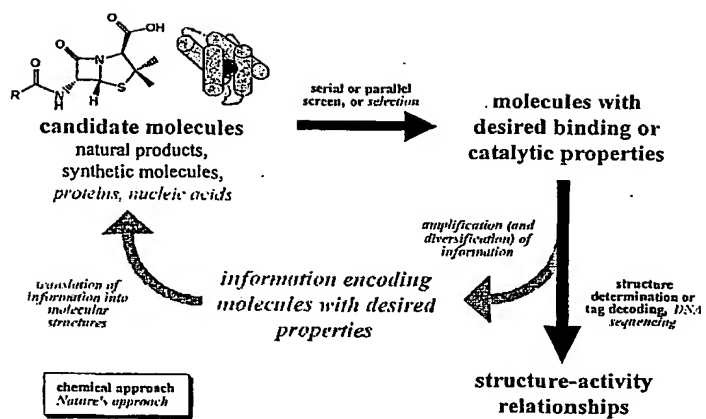 O
OH
O
N
O
R
N
H
H
S
serial or parallel
screen, or selection
candidate molecules
natural products,
synthetic molecules,
proteins, nucleic acids
molecules with
desired binding or
catalytic properties
amplification (and
diversification) of
information
translation of
information into
molecular
structures
information encoding
molecules with desired
properties
structure
determination or
tag decoding, DNA
sequencing
chemical approach
Nature's approach
structure-activity
relationships